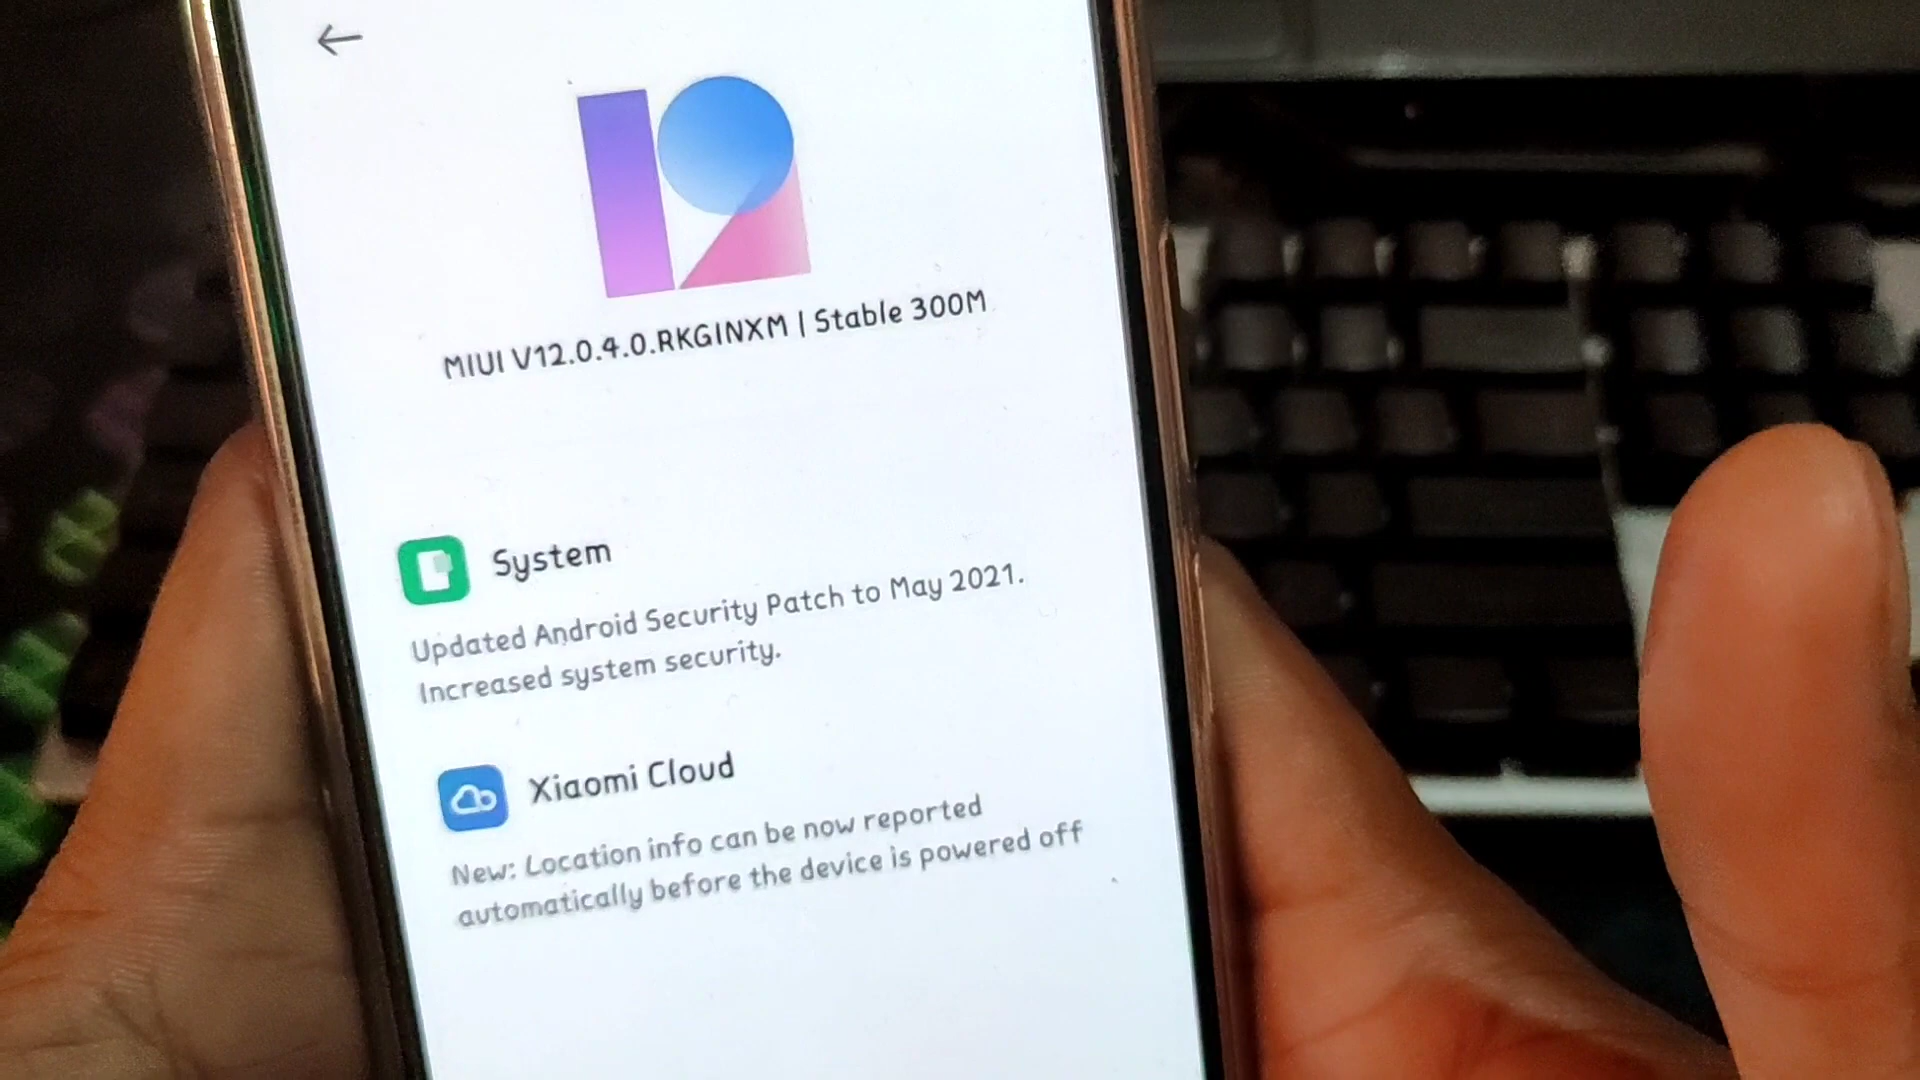 MIUI V12.0.4.0.RKGINXM | Stable 300M
System
Updated Android Security Patch to May 2021.
Increased system security.
Xiaomi Cloud
New: Location info can be now reported
automatically before the device is powered off